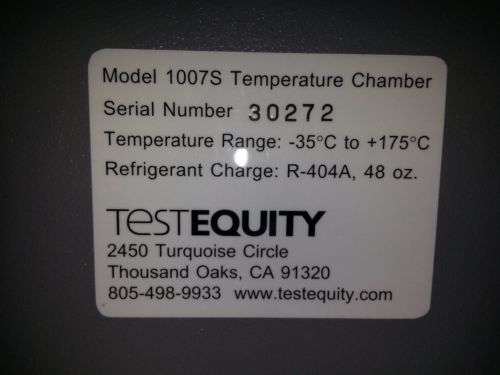 Model 1007S Temperature Chamber
Serial Number 30272
Temperature Range: -35°C to +175°C
Refrigerant Charge: R-404A, 48 oz.
TesTEQUITY
2450 Turquoise Circle
Thousand Oaks, CA 91320
805-498-9933 www.testequity.com